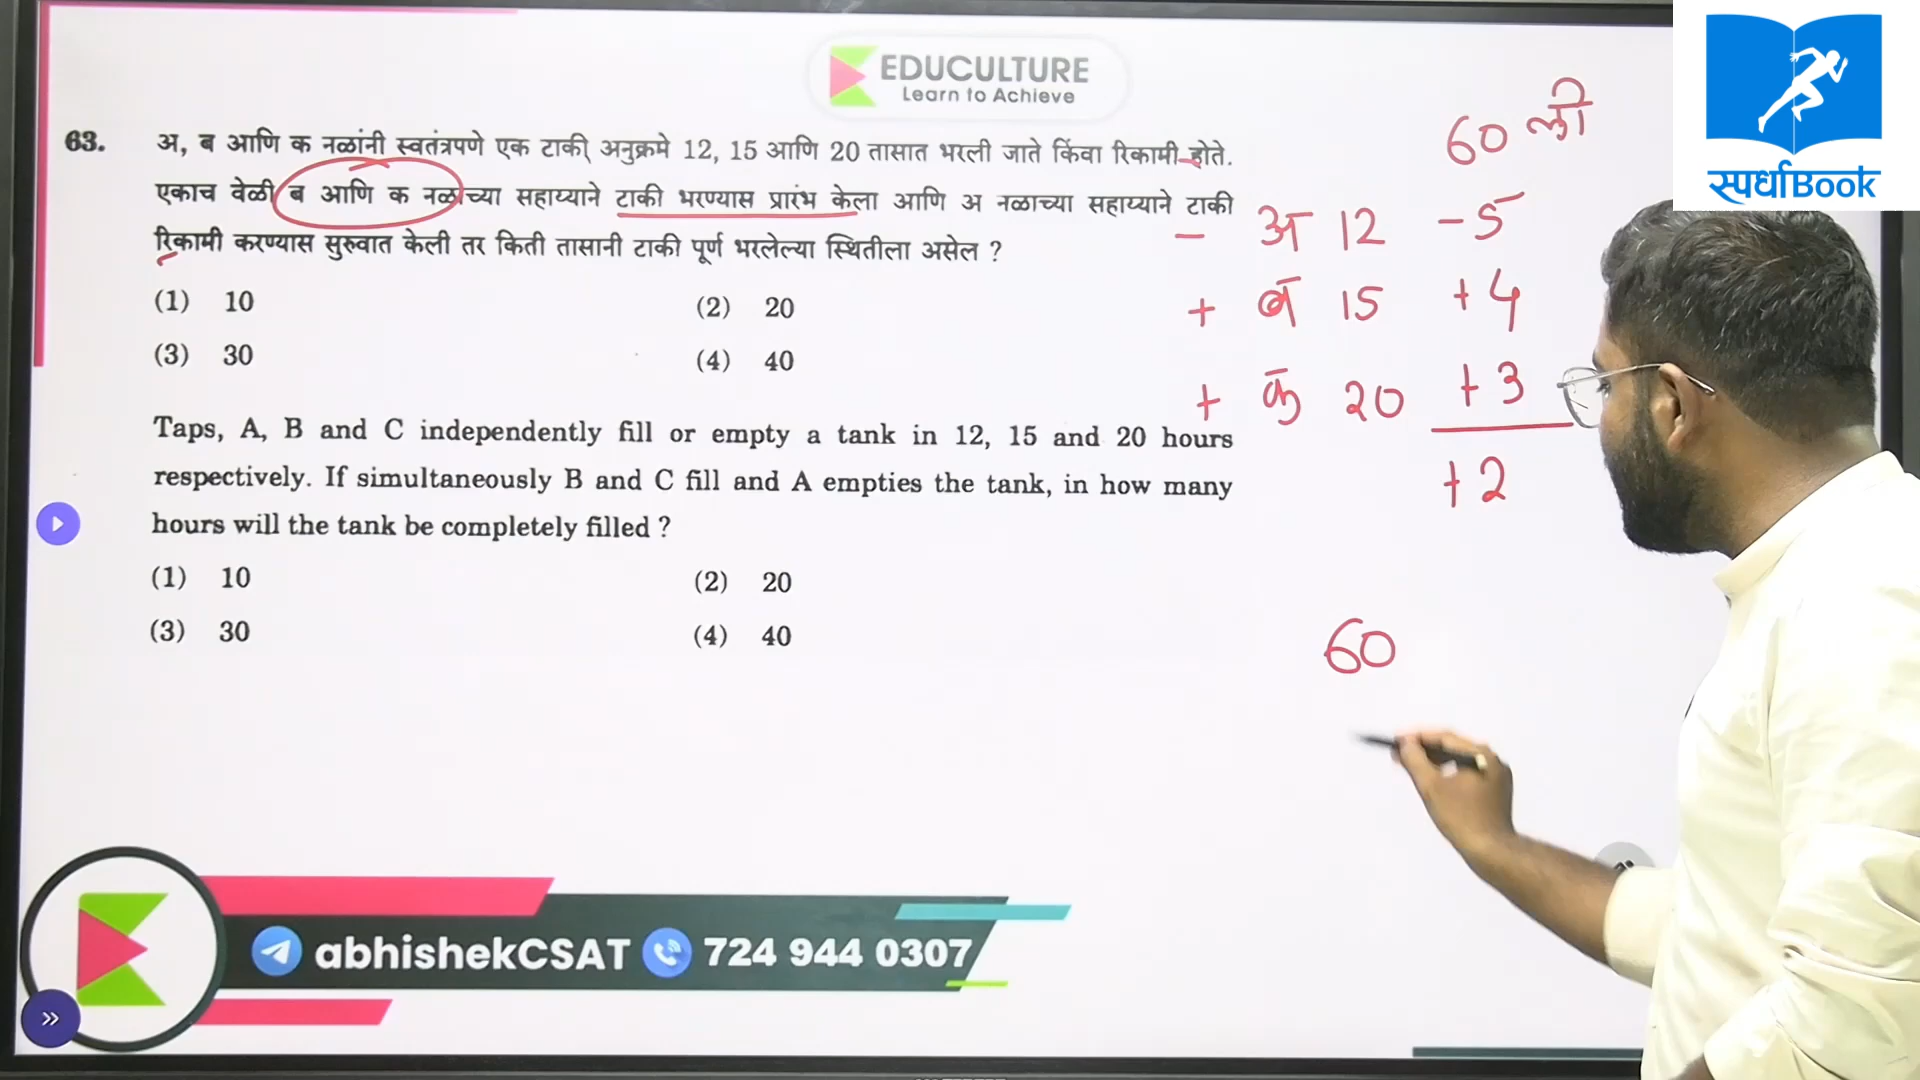 EDUCULTURE
Learn to Achieve
स्पर्धाBook
63. अ, ब आणि क नळांनी स्वतंत्रपणे एक टाकी अनुक्रमे 12, 15 आणि 20 तासात भरली जाते किंवा रिकामी होते.
एकाच वेळी ब आणि क नळाच्या सहाय्याने टाकी भरण्यास प्रारंभ केला आणि अ नळाच्या सहाय्याने टाकी
रिकामी करण्यास सुरुवात केली तर किती तासानी टाकी पूर्ण भरलेल्या स्थितीला असेल ?
(1) 10 (2) 20
(3) 30 (4) 40
Taps, A, B and C independently fill or empty a tank in 12, 15 and 20 hours
respectively. If simultaneously B and C fill and A empties the tank, in how many
hours will the tank be completely filled ?
(1) 10 (2) 20
(3) 30 (4) 40
60 ली
- अ 12 -5
+ ब 15 +4
+ क 20 +3
+2
60
abhishekCSAT 724 944 0307